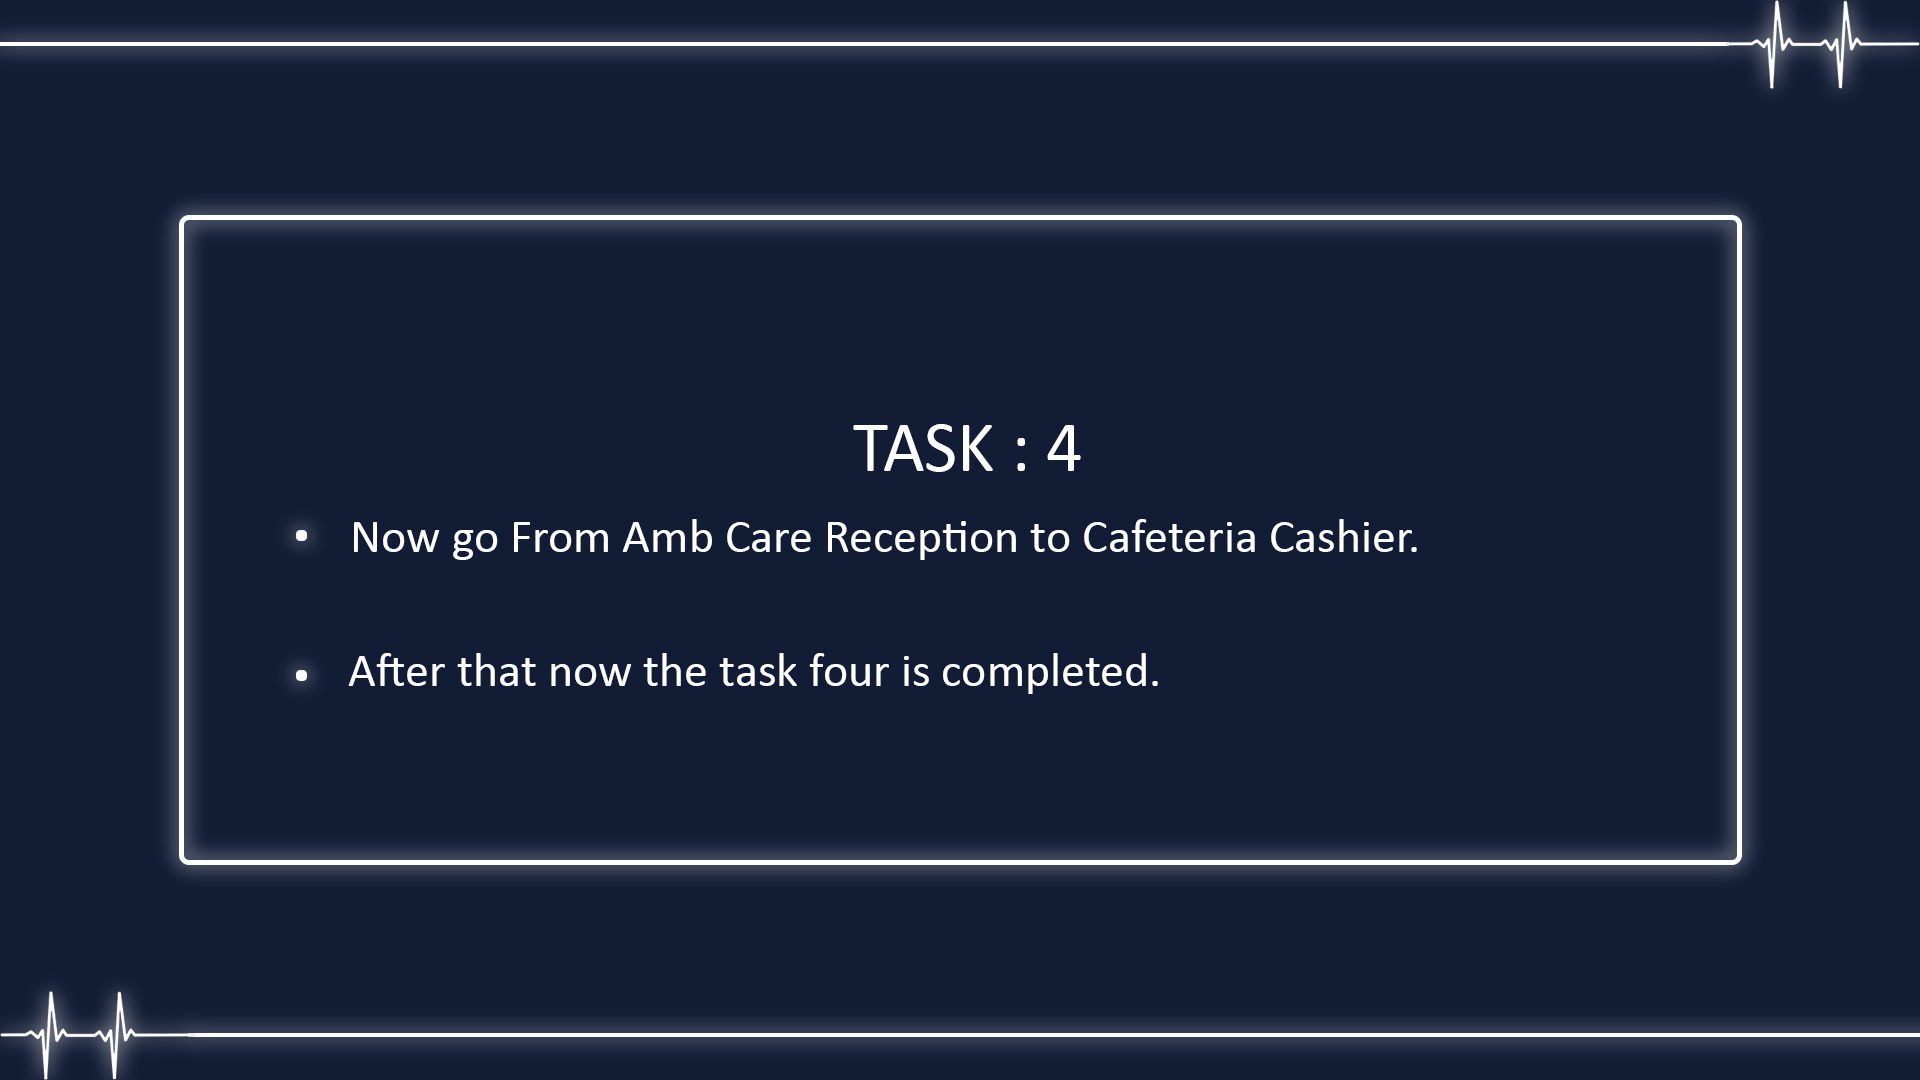 TASK : 4
• Now go From Amb Care Reception to Cafeteria Cashier.
• After that now the task four is completed.